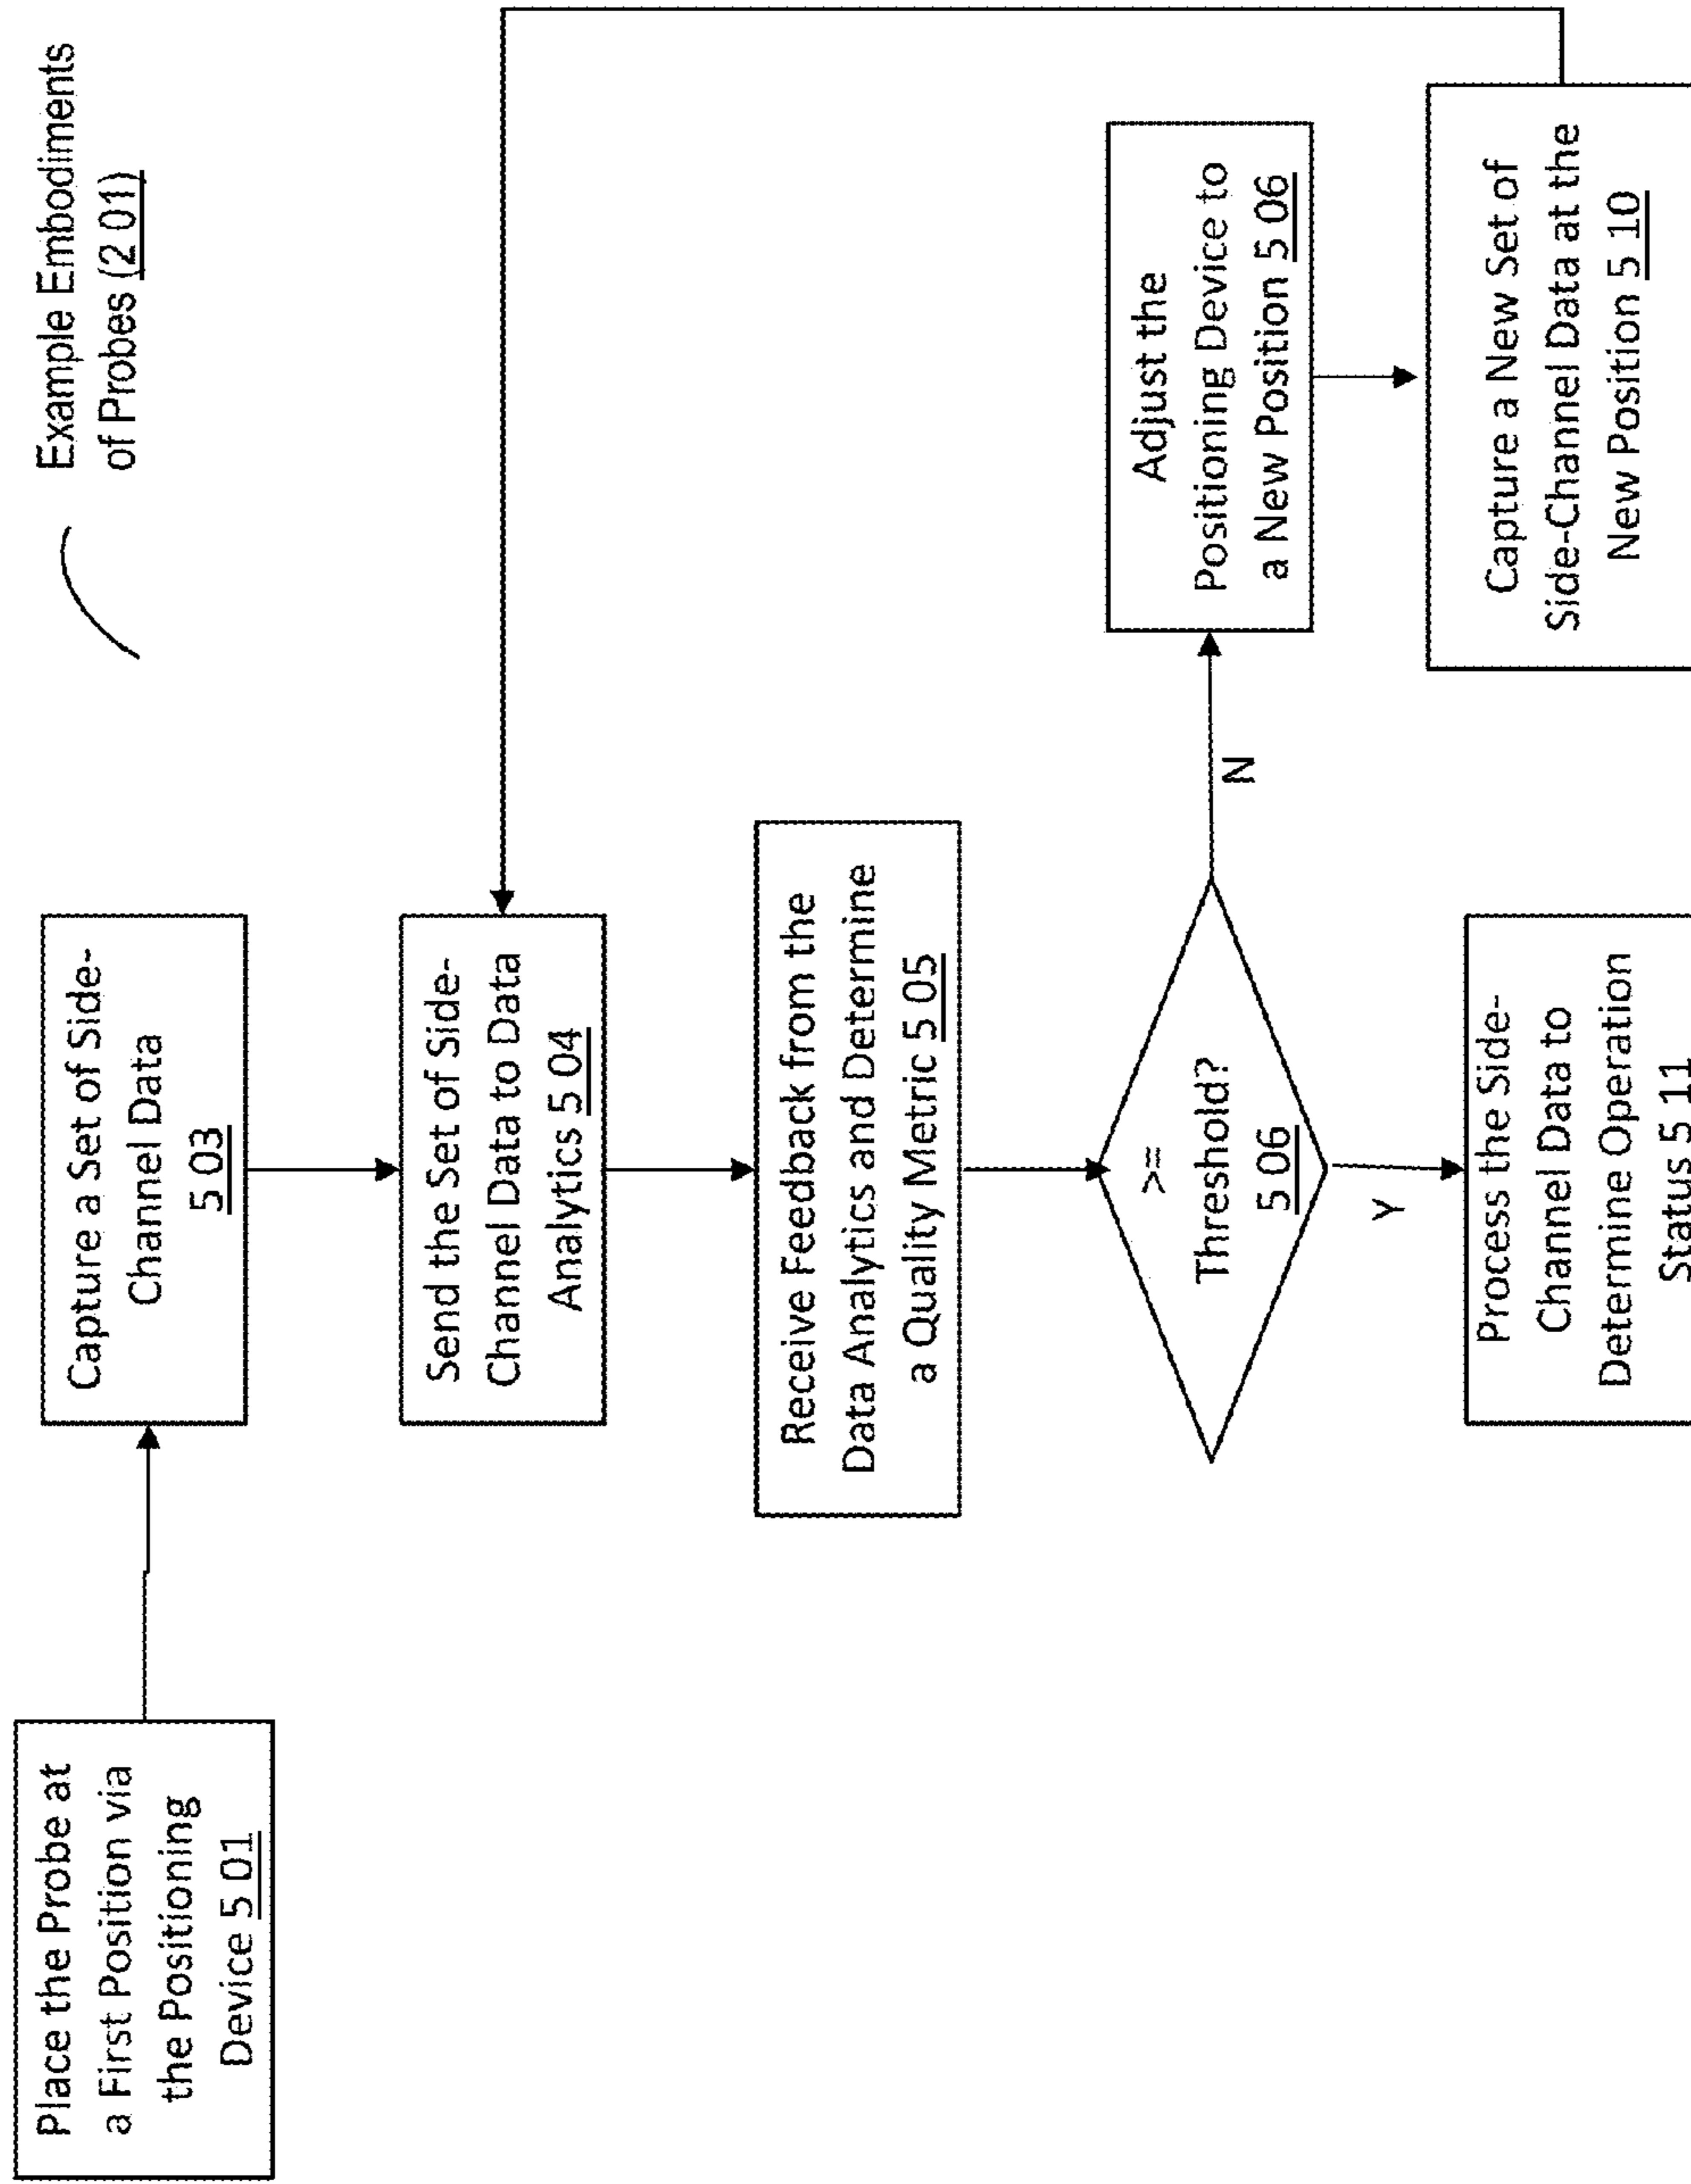 Example Embodiments
of Probes (2 01)
Place the Probe at
a First Position via
the Positioning
Device 5 01
Capture a Set of Side-
Channel Data
5 03
Send the Set of Side-
Channel Data to Data
Analytics 5 04
Receive Feedback from the
Data Analytics and Determine
a Quality Metric 5 05
>=
Threshold?
5 06
N
Y
Adjust the
Positioning Device to
a New Position 5 06
Capture a New Set of
Side-Channel Data at the
New Position 5 10
Process the Side-
Channel Data to
Determine Operation
Status 5 11